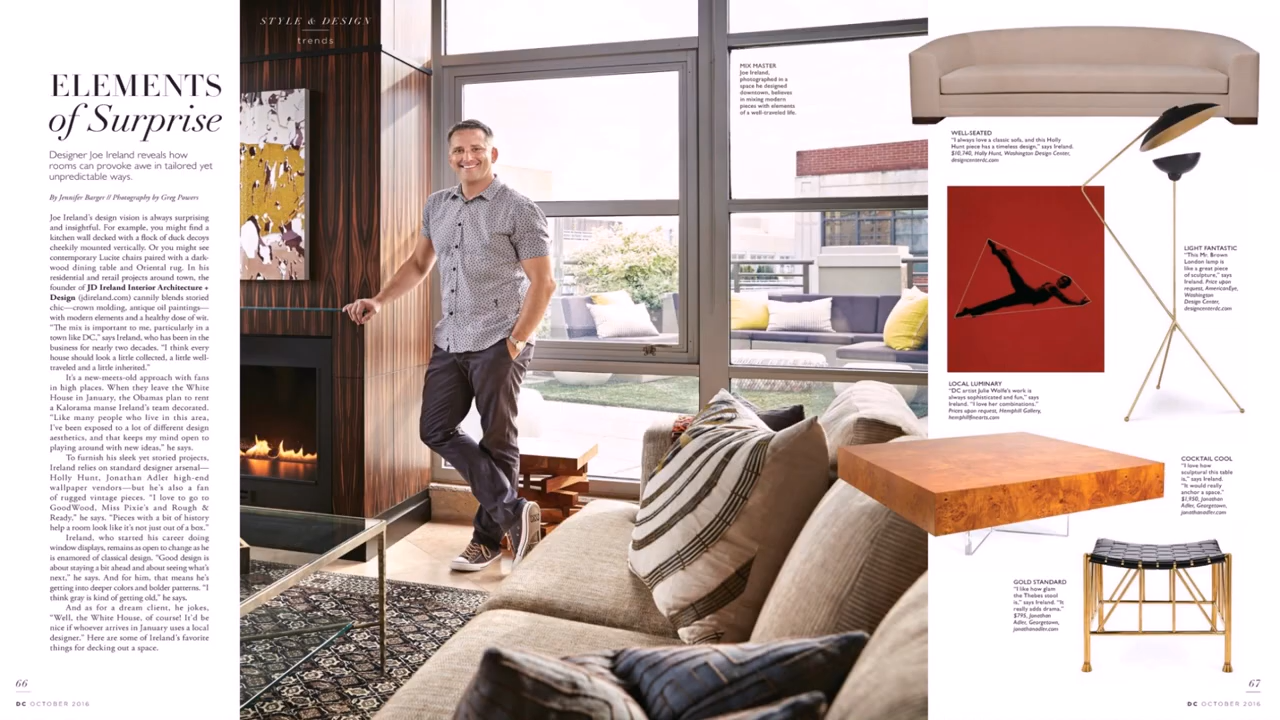 STYLE & DESIGN
trends
ELEMENTS
of Surprise
Designer Joe Ireland reveals how
rooms can provoke awe in tailored yet
unpredictable ways.
By Jennifer Barger // Photography by Greg Powers
Joe Ireland's design vision is always surprising
and insightful. For example, you might find a
kitchen wall decked with a flock of duck decoys
cheekily mounted vertically. Or you might see
contemporary Lucite chairs paired with a dark-
wood dining table and Oriental rug. In his
residential and retail projects around town, the
founder of JD Ireland Interior Architecture +
Design (jdireland.com) cannily blends storied
chic—crown molding, antique oil paintings—
with modern elements and a healthy dose of wit.
"The mix is important to me, particularly in a
town like DC," says Ireland, who has been in the
business for nearly two decades. "I think every
house should look a little collected, a little well-
traveled and a little inherited."
It's a new-meets-old approach with fans
in high places. When they leave the White
House in January, the Obamas plan to rent
a Kalorama manse Ireland's team decorated.
"Like many people who live in this area,
I've been exposed to a lot of different design
aesthetics, and that keeps my mind open to
playing around with new ideas," he says.
To furnish his sleek yet storied projects,
Ireland relies on standard designer arsenal—
Holly Hunt, Jonathan Adler high-end
wallpaper vendors—but he's also a fan
of rugged vintage pieces. "I love to go to
GoodWood, Miss Pixie's and Rough &
Ready," he says. "Pieces with a bit of history
help a room look like it's not just out of a box."
Ireland, who started his career doing
window displays, remains as open to change as he
is enamored of classical design. "Good design is
about staying a bit ahead and about seeing what's
next," he says. And for him, that means he's
getting into deeper colors and bolder patterns. "I
think gray is kind of getting old," he says.
And as for a dream client, he jokes,
"Well, the White House, of course! It'd be
nice if whoever arrives in January uses a local
designer." Here are some of Ireland's favorite
things for decking out a space.
66
DC OCTOBER 2016
MIX MASTER
Joe Ireland,
photographed in a
space he designed
downtown, believes
in mixing modern
pieces with elements
of a well-traveled life.
WELL-SEATED
"I always love a classic sofa, and this Holly
Hunt piece has a timeless design," says Ireland.
$10,740, Holly Hunt, Washington Design Center,
designcenterdc.com
LIGHT FANTASTIC
"This Mr. Brown
London lamp is
like a great piece
of sculpture," says
Ireland. Price upon
request, AmericanEye,
Washington
Design
Center,
designcenterdc.com
LOCAL LUMINARY
"DC artist Julie Wolfe's work is
always sophisticated and fun," says
Ireland. "I love her combinations."
Prices upon request, Hemphill Gallery,
hemphillfinearts.com
COCKTAIL COOL
"I love how
sculptural this table
is," says Ireland.
"It would really
anchor a space."
$1,950, Jonathan
Adler, Georgetown,
jonathanadler.com
GOLD STANDARD
"I like how glam
the Thebes stool
is," says Ireland. "It
really adds drama."
$795, Jonathan
Adler, Georgetown,
jonathanadler.com
67
DC OCTOBER 2016